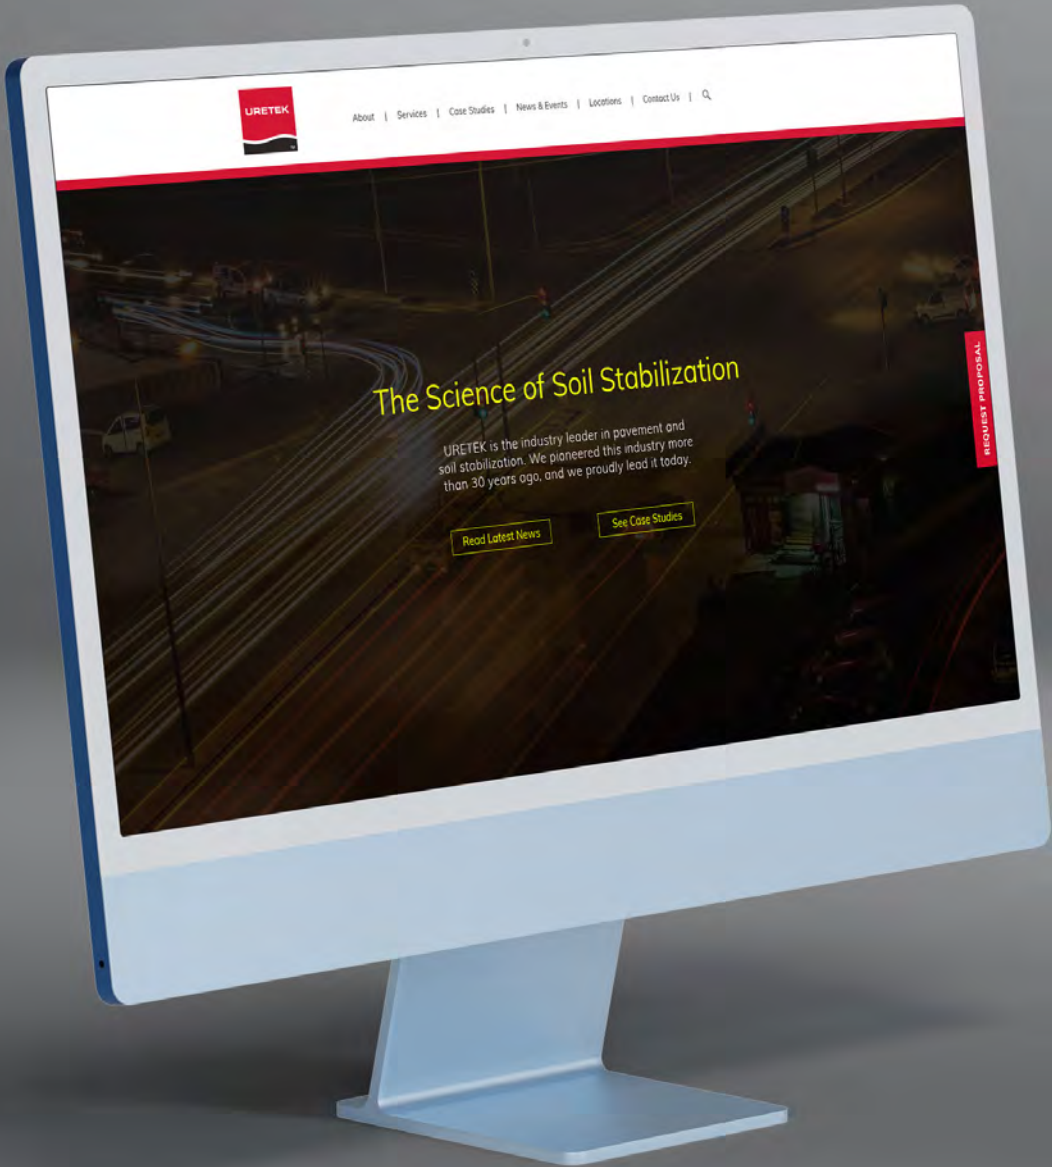 URETEK
About | Services | Case Studies | News & Events | Locations | Contact Us |
The Science of Soil Stabilization
URETEK is the industry leader in pavement and
soil stabilization. We pioneered this industry more
than 30 years ago, and we proudly lead it today.
Read Latest News
See Case Studies
REQUEST PROPOSAL